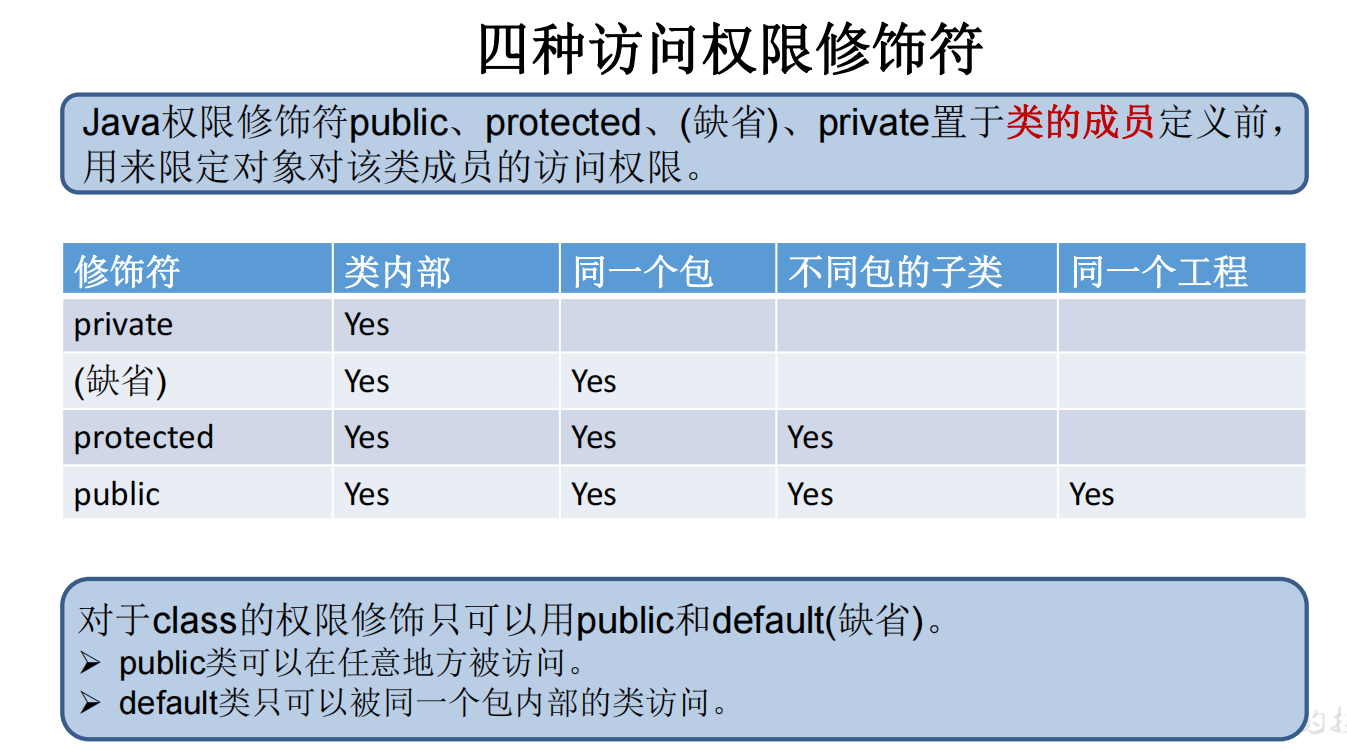 四种访问权限修饰符
Java权限修饰符public、protected、(缺省)、private置于类的成员定义前，
用来限定对象对该类成员的访问权限。
修饰符 类内部 同一个包 不同包的子类 同一个工程
private Yes
(缺省) Yes Yes
protected Yes Yes Yes
public Yes Yes Yes Yes
对于class的权限修饰只可以用public和default(缺省)。
➢ public类可以在任意地方被访问。
➢ default类只可以被同一个包内部的类访问。